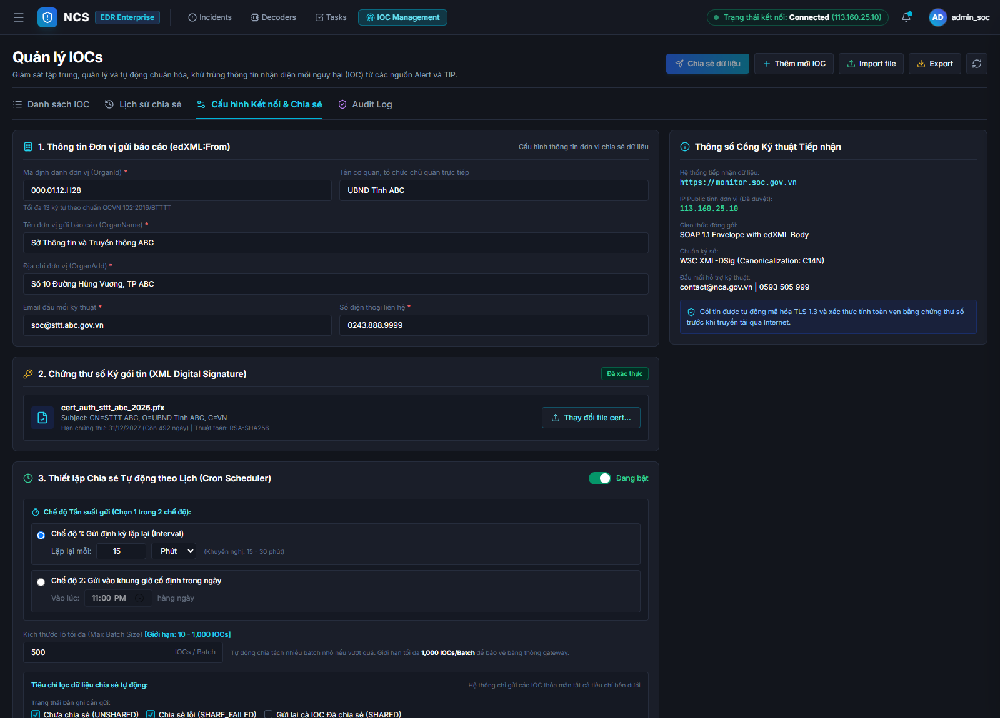 NCS EDR Enterprise Incidents Decoders Tasks IOC Management Trạng thái kết nối: Connected (113.160.25.10) AD admin_soc
Quản lý IOCs
Giám sát tập trung, quản lý và tự động chuẩn hóa, khử trùng thông tin nhận diện mối nguy hại (IOC) từ các nguồn Alert và TIP.
Chia sẻ dữ liệu Thêm mới IOC Import file Export
Danh sách IOC Lịch sử chia sẻ Cấu hình Kết nối & Chia sẻ Audit Log
1. Thông tin Đơn vị gửi báo cáo (edXML:From) Cấu hình thông tin đơn vị chia sẻ dữ liệu
Mã định danh đơn vị (OrganId) * Tên cơ quan, tổ chức chủ quản trực tiếp
000.01.12.H28 UBND Tỉnh ABC
Tối đa 13 ký tự theo chuẩn QCVN 102:2016/BTTTT
Tên đơn vị gửi báo cáo (OrganName) *
Sở Thông tin và Truyền thông ABC
Địa chỉ đơn vị (OrganAdd) *
Số 10 Đường Hùng Vương, TP ABC
Email đầu mối kỹ thuật * Số điện thoại liên hệ *
soc@sttt.abc.gov.vn 0243.888.9999
Thông số Cổng Kỹ thuật Tiếp nhận
Hệ thống tiếp nhận dữ liệu:
https://monitor.soc.gov.vn
IP Public tỉnh đơn vị (Đã duyệt):
113.160.25.10
Giao thức đóng gói:
SOAP 1.1 Envelope with edXML Body
Chuẩn ký số:
W3C XML-DSig (Canonicalization: C14N)
Đầu mối hỗ trợ kỹ thuật:
contact@nca.gov.vn | 0593 505 999
Gói tin được tự động mã hóa TLS 1.3 và xác thực tính toàn vẹn bằng chứng thư số
trước khi truyền tải qua Internet.
2. Chứng thư số Ký gói tin (XML Digital Signature) Đã xác thực
cert_auth_sttt_abc_2026.pfx
Subject: CN=STTT ABC, O=UBND Tỉnh ABC, C=VN
Hạn chứng thư: 31/12/2027 (Còn 492 ngày) | Thuật toán: RSA-SHA256
Thay đổi file cert...
3. Thiết lập Chia sẻ Tự động theo Lịch (Cron Scheduler) Đang bật
Chế độ Tần suất gửi (Chọn 1 trong 2 chế độ):
Chế độ 1: Gửi định kỳ lặp lại (Interval)
Lặp lại mỗi: 15 Phút (Khuyến nghị: 15 - 30 phút)
Chế độ 2: Gửi vào khung giờ cố định trong ngày
Vào lúc: 11:00 PM hàng ngày
Kích thước lô tối đa (Max Batch Size) [Giới hạn: 10 - 1,000 IOCs]
500 IOCs / Batch Tự động chia tách nhiều batch nhỏ nếu vượt quá. Giới hạn tối đa 1,000 IOCs/Batch để bảo vệ băng thông gateway.
Tiêu chí lọc dữ liệu chia sẻ tự động: Hệ thống chỉ gửi các IOC thỏa mãn tất cả tiêu chí bên dưới
Trạng thái bản ghi cần gửi:
Chưa chia sẻ (UNSHARED) Chia sẻ lỗi (SHARE_FAILED) Gửi lại cả IOC Đã chia sẻ (SHARED)